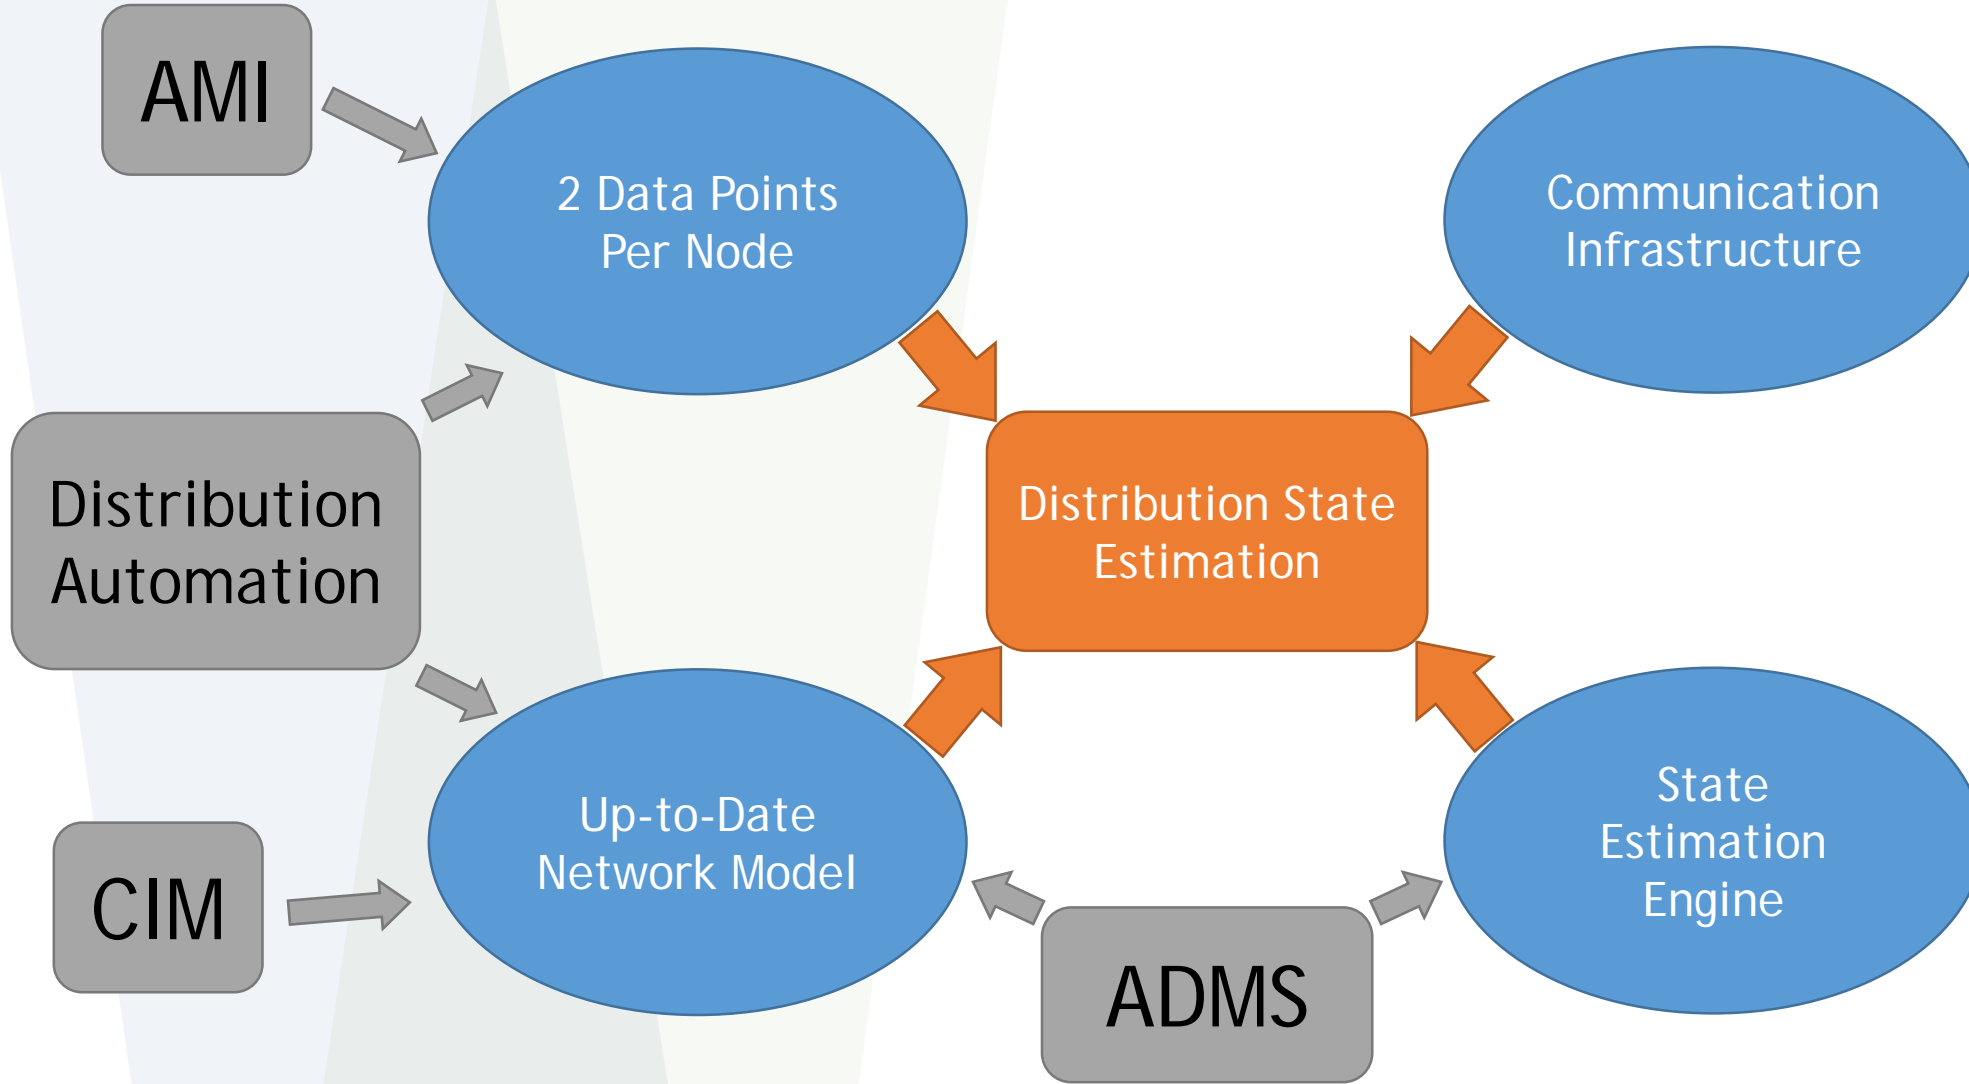 AMI
2 Data Points
Per Node
Communication
Infrastructure
Distribution
Automation
Distribution State
Estimation
Up-to-Date
Network Model
State
Estimation
Engine
CIM
ADMS